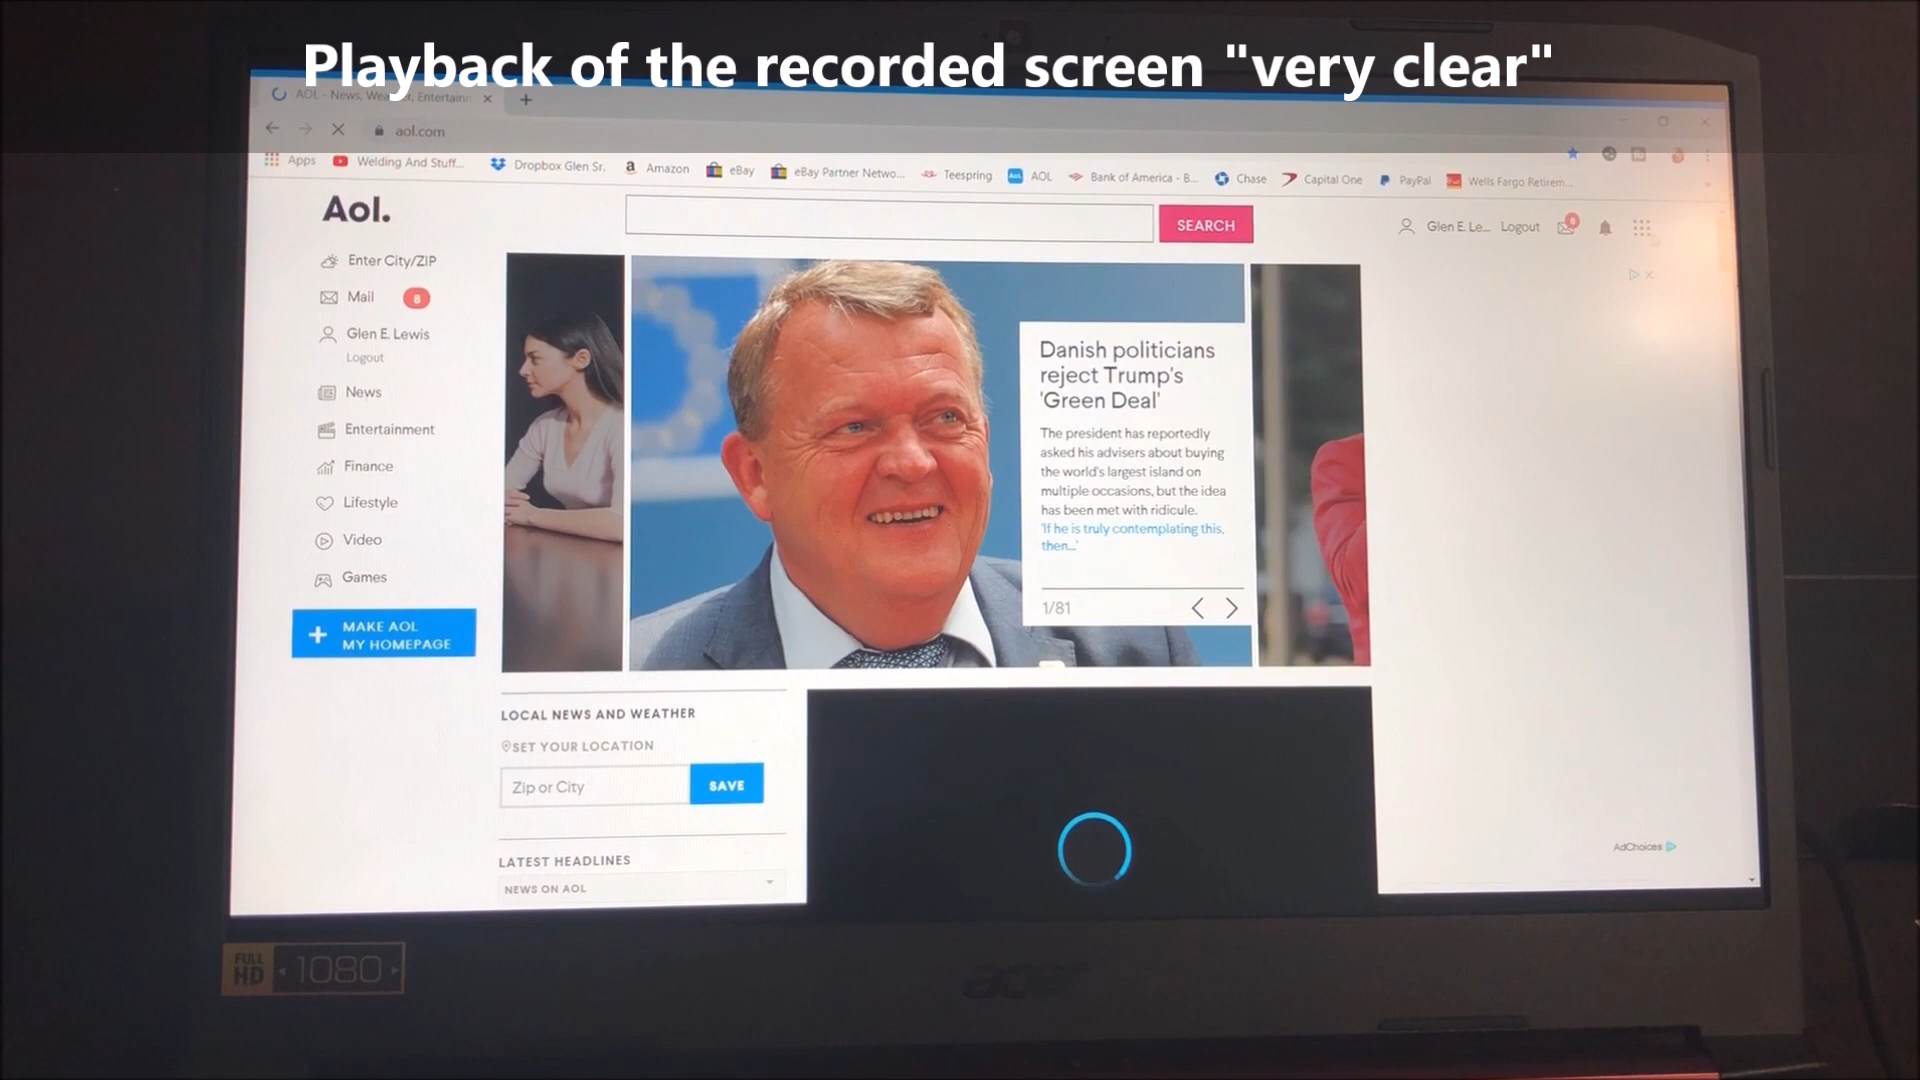 Playback of the recorded screen "very clear"
AOL - News, Weather, Entertainm
aol.com
Apps Welding And Stuff... Dropbox Glen Sr. Amazon eBay eBay Partner Netwo... Teespring AOL Bank of America - B... Chase Capital One PayPal Wells Fargo Retirem...
Aol.
SEARCH
Glen E. Le... Logout
Enter City/ZIP
Mail 8
Glen E. Lewis
Logout
News
Entertainment
Finance
Lifestyle
Video
Games
MAKE AOL
MY HOMEPAGE
Danish politicians
reject Trump's
'Green Deal'
The president has reportedly
asked his advisers about buying
the world's largest island on
multiple occasions, but the idea
has been met with ridicule.
'If he is truly contemplating this,
then...'
1/81
LOCAL NEWS AND WEATHER
SET YOUR LOCATION
Zip or City
SAVE
LATEST HEADLINES
NEWS ON AOL
AdChoices
FULL
HD
1080
acer